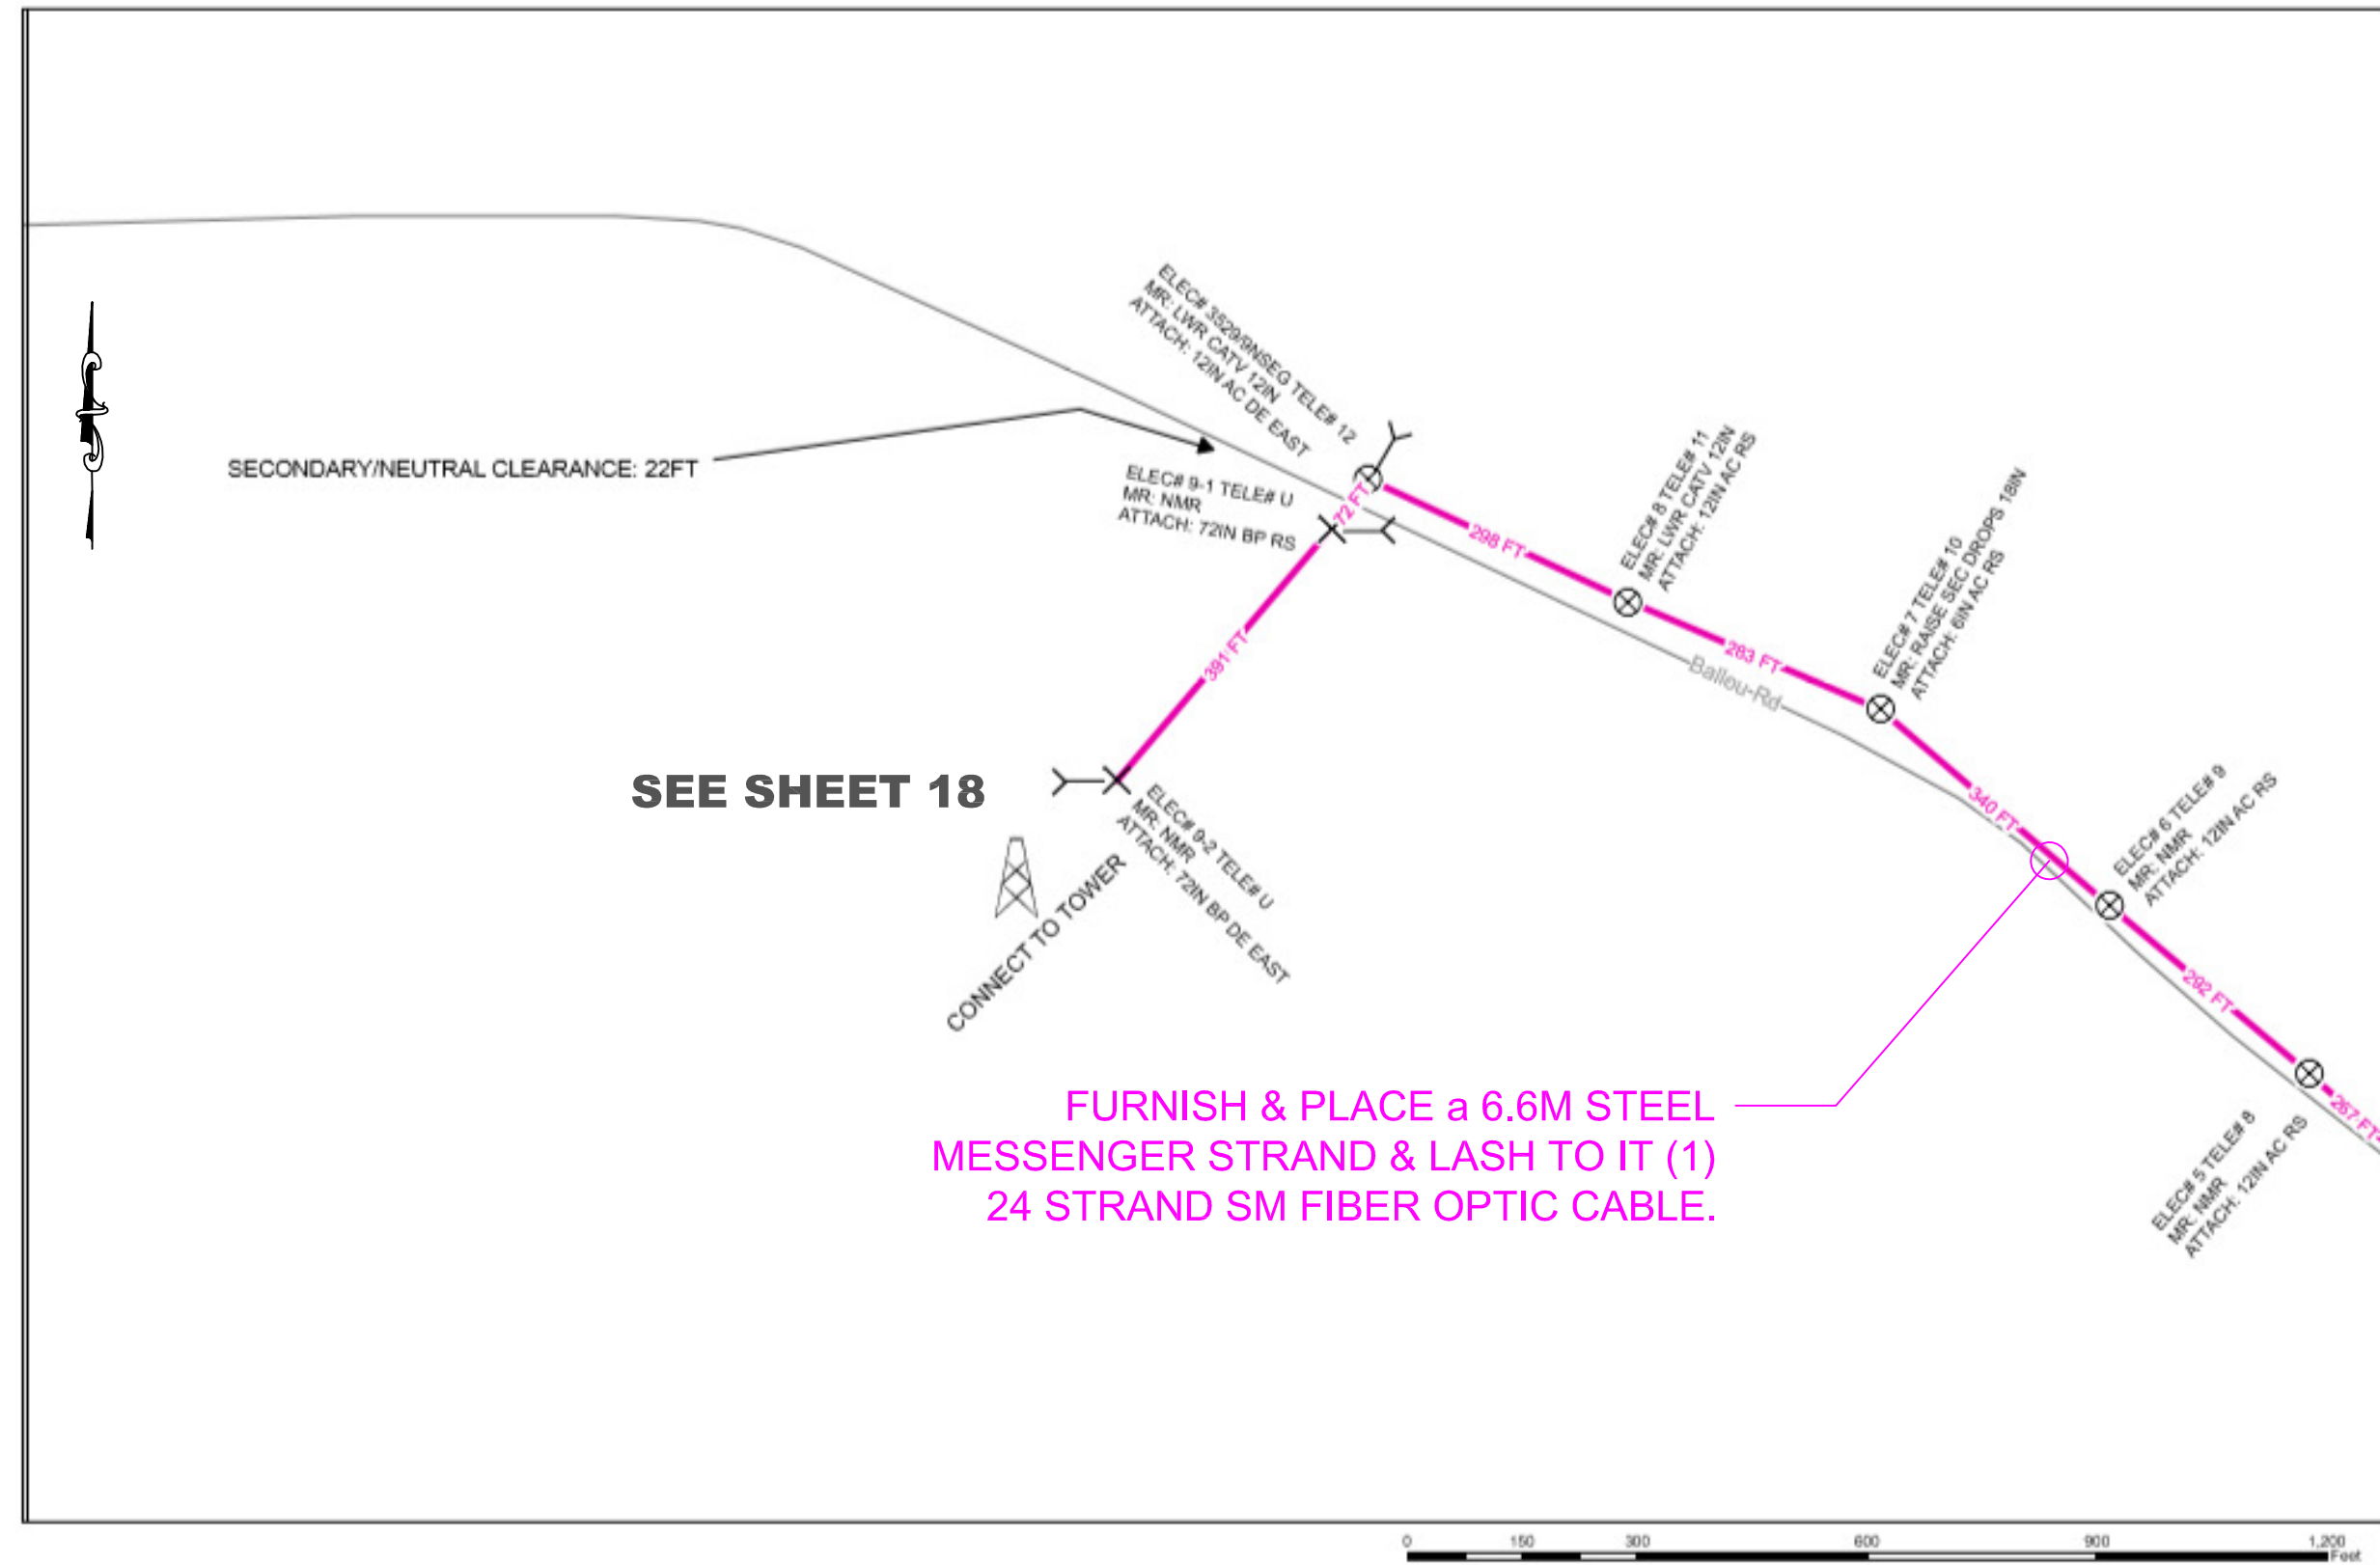 ELEC# 3529/9NSEG TELE# 12
MR: LWR CATV 12IN
ATTACH: 12IN AC DE EAST
SECONDARY/NEUTRAL CLEARANCE: 22FT
ELEC# 9-1 TELE# U
MR: NMR
ATTACH: 72IN BP RS
72 FT
298 FT
ELEC# 8 TELE# 11
MR: LWR CATV 12IN
ATTACH: 12IN AC RS
283 FT
ELEC# 7 TELE# 10
MR: RAISE SEC DROPS 18IN
ATTACH: 6IN AC RS
391 FT
Ballou-Rd
SEE SHEET 18
ELEC# 9-2 TELE# U
MR: NMR
ATTACH: 72IN BP DE EAST
CONNECT TO TOWER
340 FT
ELEC# 6 TELE# 9
MR: NMR
ATTACH: 12IN AC RS
292 FT
FURNISH & PLACE a 6.6M STEEL
MESSENGER STRAND & LASH TO IT (1)
24 STRAND SM FIBER OPTIC CABLE.
267 FT
ELEC# 5 TELE# 8
MR: NMR
ATTACH: 12IN AC RS
0 150 300 600 900 1,200
Feet